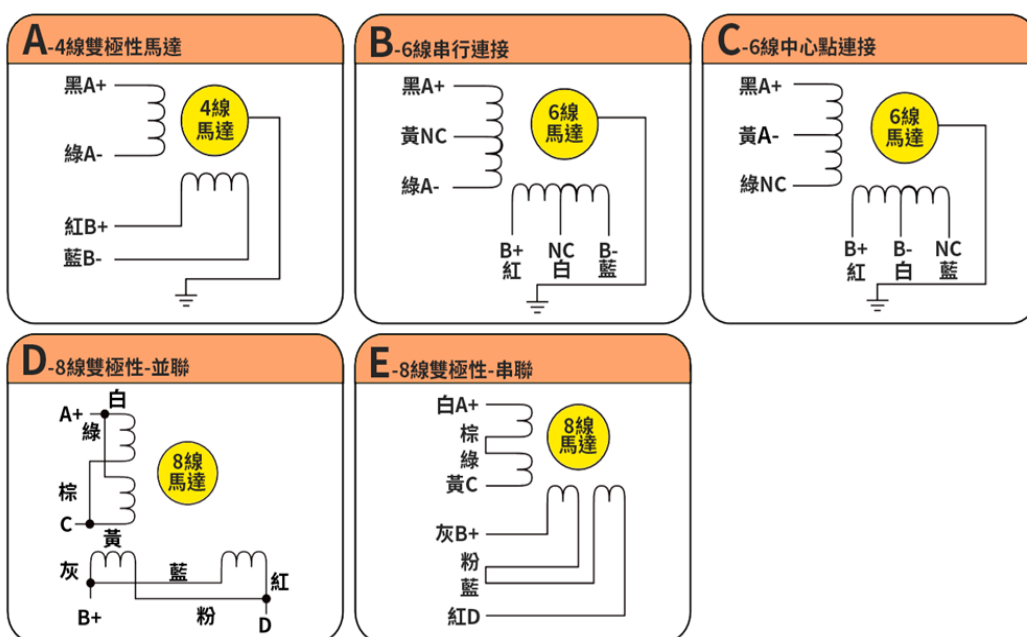 A-4線雙極性馬達
黑A+
4線
馬達
綠A-
紅B+
藍B-
B-6線串行連接
黑A+
6線
馬達
黃NC
綠A-
B+ NC B-
紅 白 藍
C-6線中心點連接
黑A+
6線
馬達
黃A-
綠NC
B+ B- NC
紅 白 藍
D-8線雙極性-並聯
白
A+
綠
8線
馬達
棕
C
黃
灰 藍 紅
B+ 粉 D
E-8線雙極性-串聯
白A+
8線
馬達
棕
綠
黃C
灰B+
粉
藍
紅D